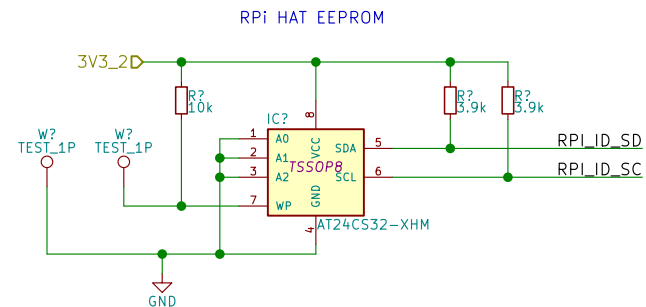 RPi HAT EEPROM
3V3_2
R?
10k
R?
3.9k
R?
3.9k
W?
TEST_1P
W?
TEST_1P
IC?
8
1
A0
VCC
SDA
5
RPI_ID_SD
2
A1
TSSOP8
3
A2
SCL
6
RPI_ID_SC
7
WP
GND
4
AT24CS32-XHM
GND